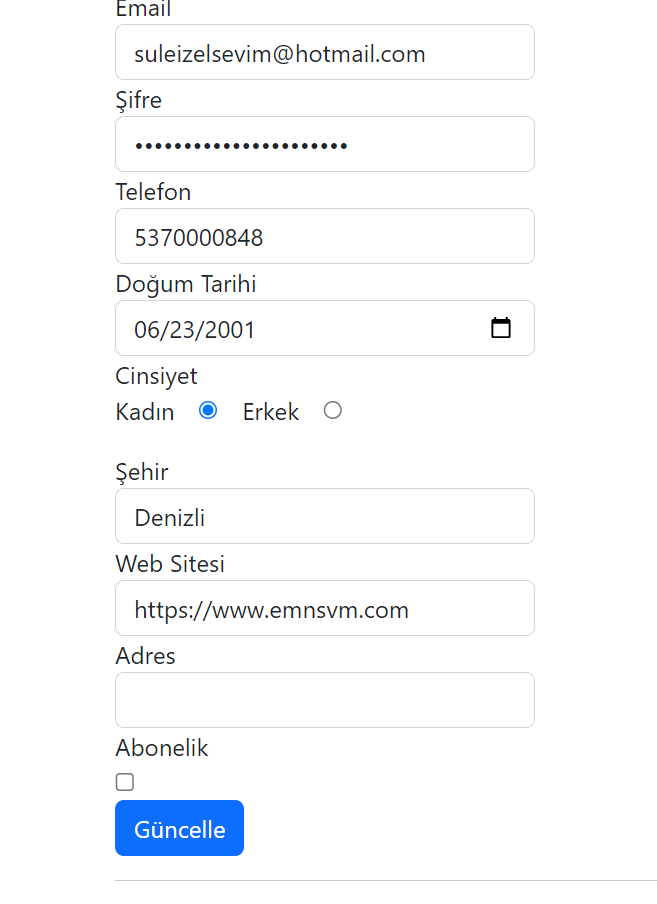 Email
suleizelsevim@hotmail.com
Şifre
••••••••••••••••••••••
Telefon
5370000848
Doğum Tarihi
06/23/2001
Cinsiyet
Kadın Erkek
Şehir
Denizli
Web Sitesi
https://www.emnsvm.com
Adres
Abonelik
Güncelle